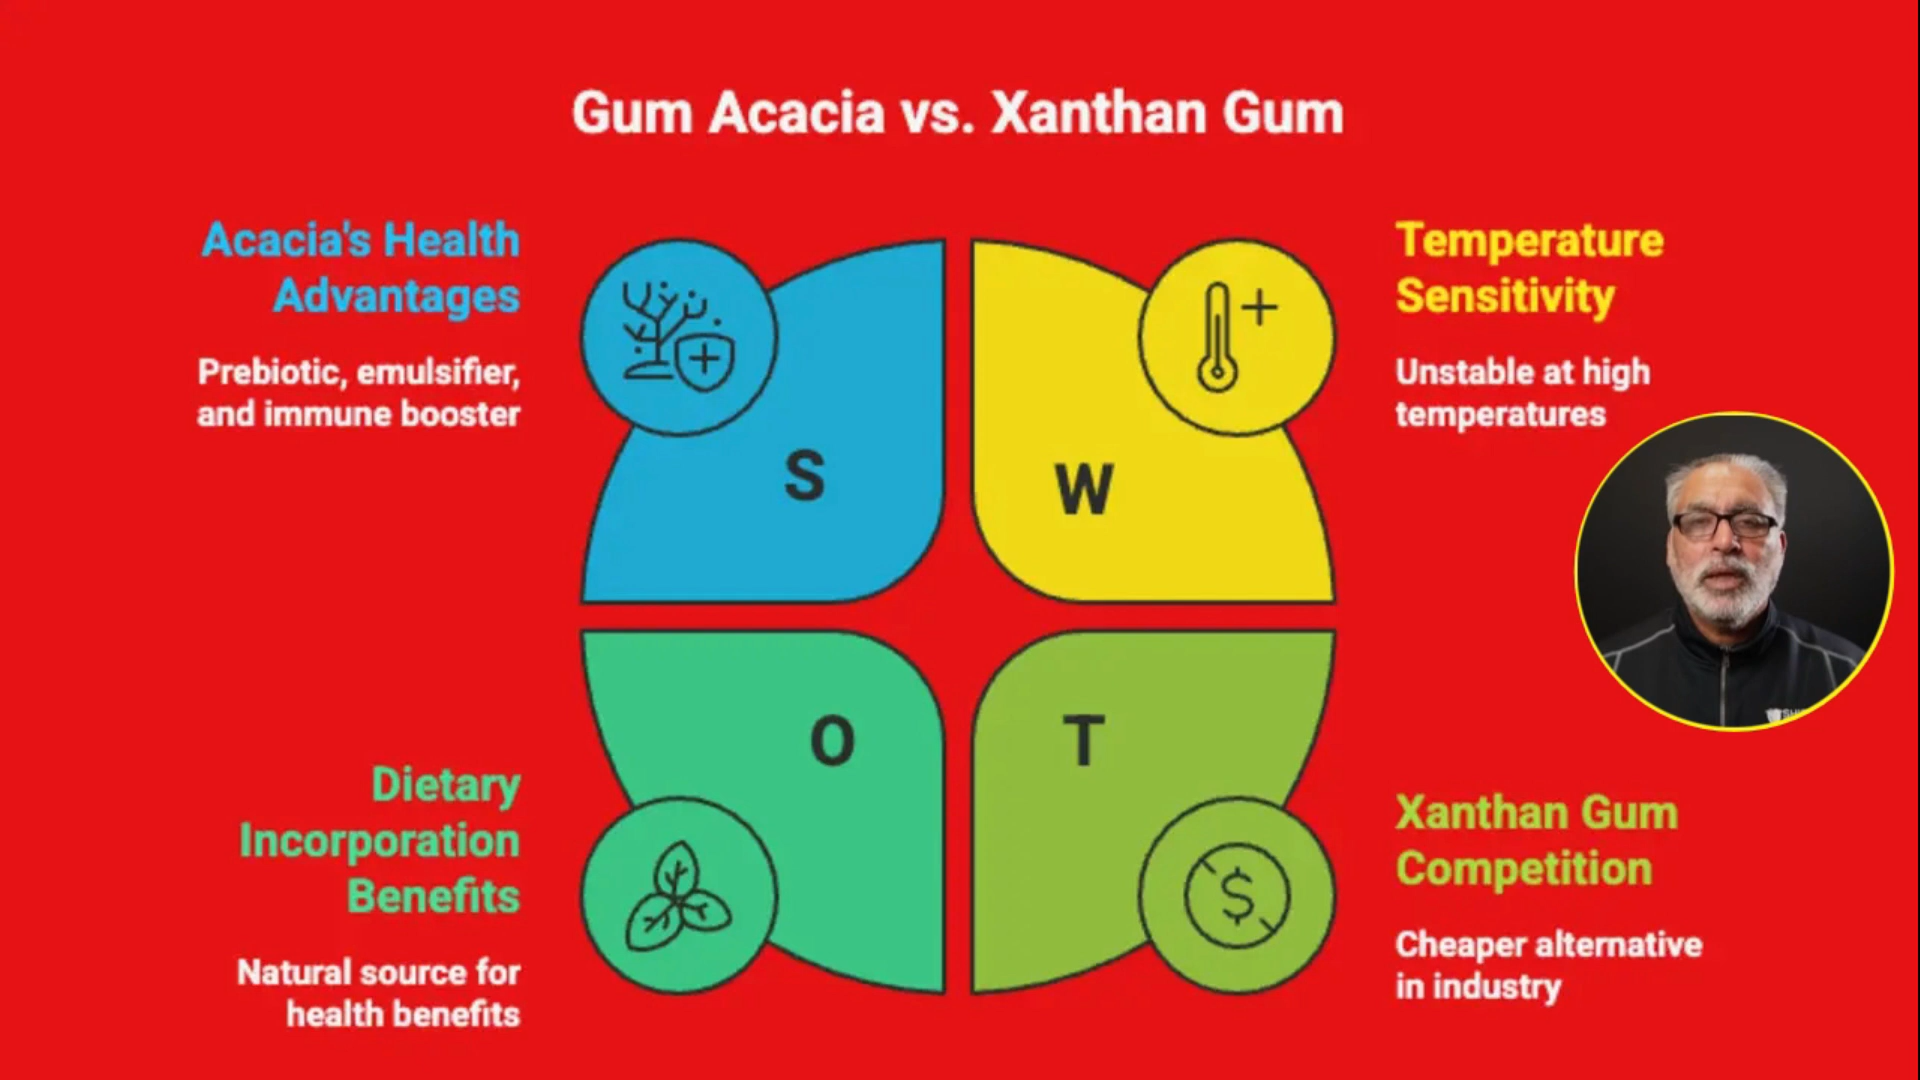 Gum Acacia vs. Xanthan Gum
Acacia's Health
Advantages
Prebiotic, emulsifier,
and immune booster
S
Temperature
Sensitivity
Unstable at high
temperatures
W
Dietary
Incorporation
Benefits
Natural source for
health benefits
O
Xanthan Gum
Competition
Cheaper alternative
in industry
T
$